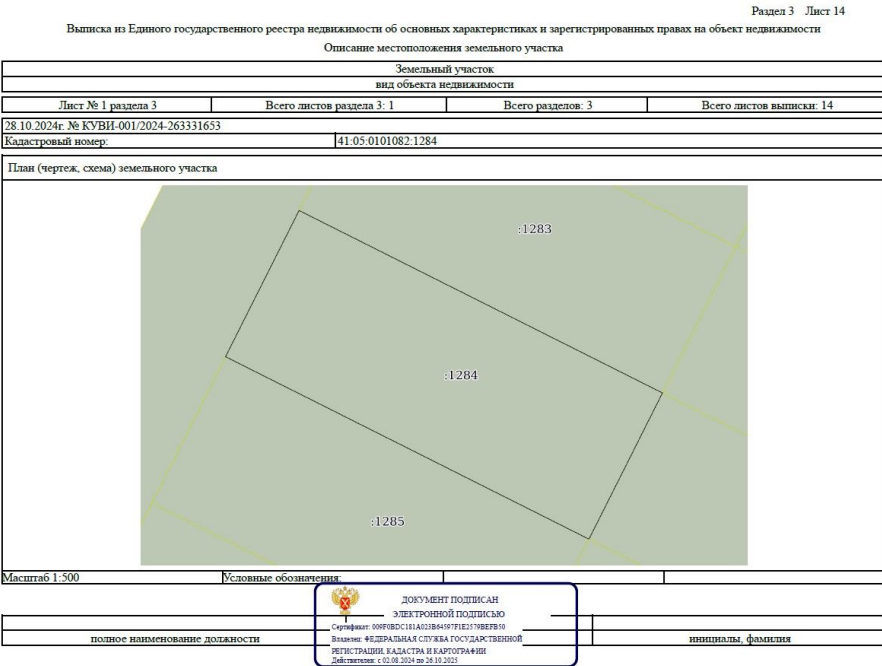 Раздел 3 Лист 14
Выписка из Единого государственного реестра недвижимости об основных характеристиках и зарегистрированных правах на объект недвижимости
Описание местоположения земельного участка
Земельный участок
вид объекта недвижимости
Лист № 1 раздела 3 Всего листов раздела 3: 1 Всего разделов: 3 Всего листов выписки: 14
28.10.2024г. № КУВИ-001/2024-263331653
Кадастровый номер: 41:05:0101082:1284
План (чертеж, схема) земельного участка
:1283
:1284
:1285
Масштаб 1:500 Условные обозначения:
ДОКУМЕНТ ПОДПИСАН
ЭЛЕКТРОННОЙ ПОДПИСЬЮ
Сертификат: 009F0BDC181A023B64597F1E2579BEFB50
Владелец: ФЕДЕРАЛЬНАЯ СЛУЖБА ГОСУДАРСТВЕННОЙ
РЕГИСТРАЦИИ, КАДАСТРА И КАРТОГРАФИИ
Действителен: с 02.08.2024 по 26.10.2025
полное наименование должности инициалы, фамилия